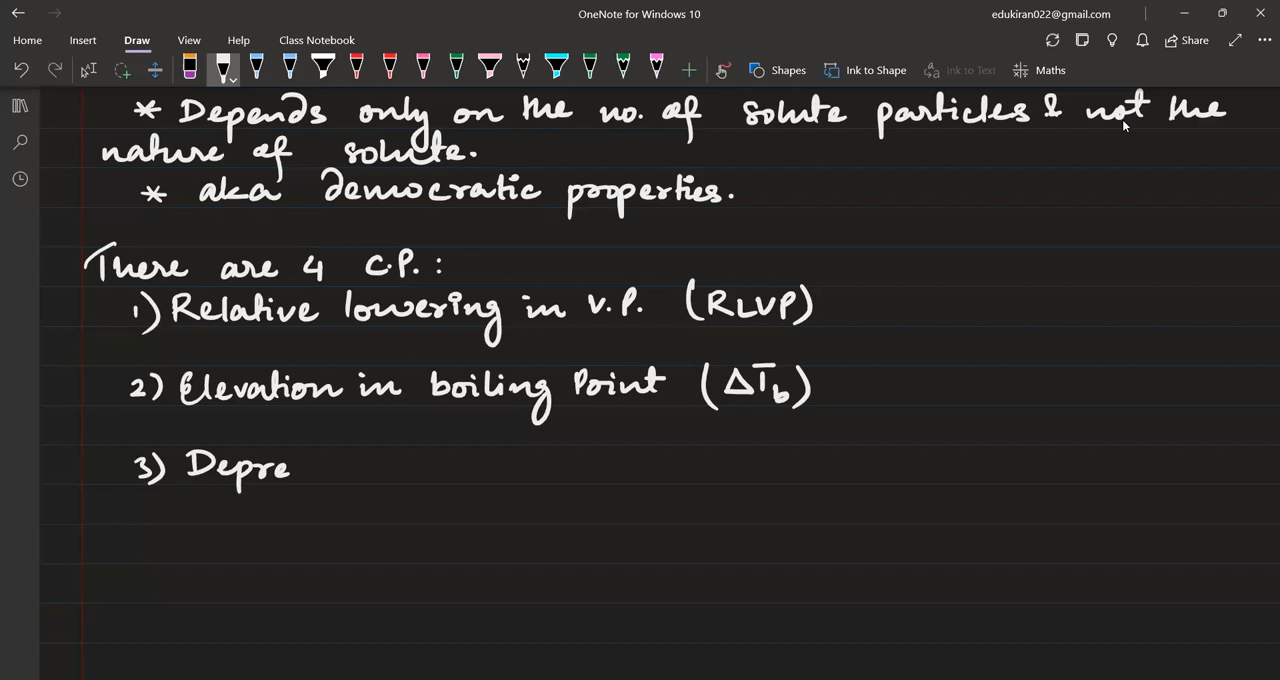 OneNote for Windows 10
edukiran022@gmail.com
Home Insert Draw View Help Class Notebook
Share
Shapes Ink to Shape Ink to Text Maths
* Depends only on the no. of solute particles & not the
nature of solute.
* aka democratic properties.
There are 4 C.P. :
1) Relative lowering in V.P. (RLVP)
2) Elevation in boiling Point (ΔTb)
3) Depre